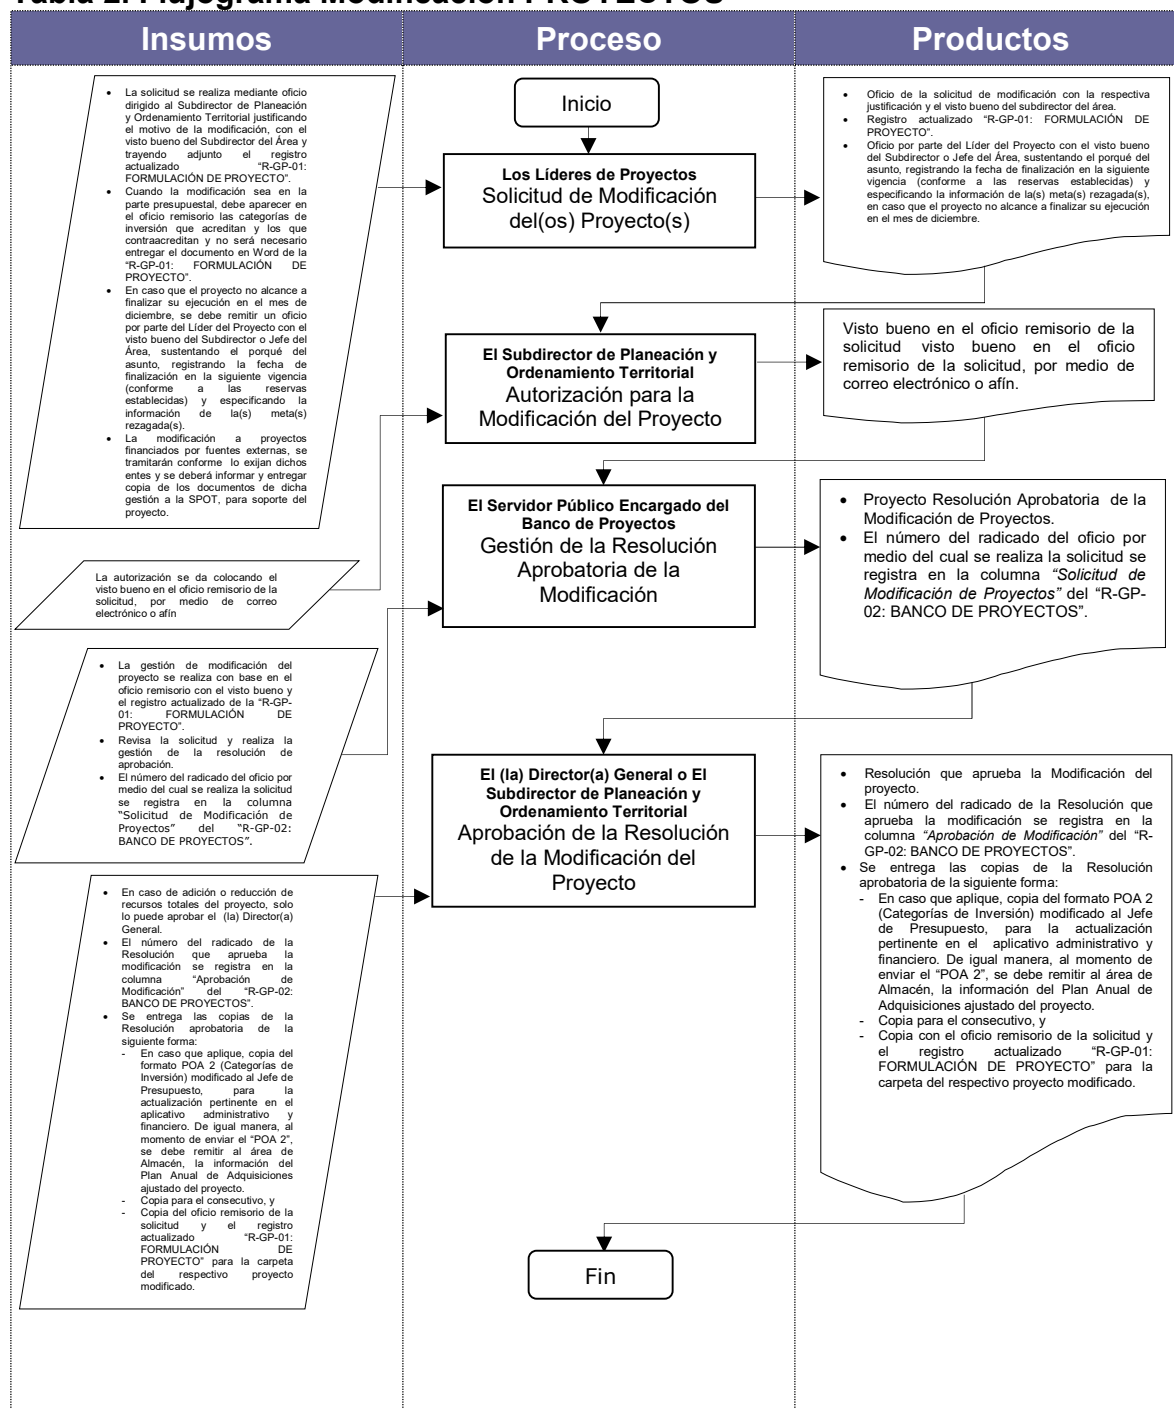 Tabla 2. Flujograma Modificación PROYECTOS
Insumos
Proceso
Productos
• La solicitud se realiza mediante oficio
dirigido al Subdirector de Planeación
y Ordenamiento Territorial justificando
el motivo de la modificación, con el
visto bueno del Subdirector del Área y
trayendo adjunto el registro
actualizado "R-GP-01:
FORMULACIÓN DE PROYECTO".
• Cuando la modificación sea en la
parte presupuestal, debe aparecer en
el oficio remisorio las categorías de
inversión que acreditan y los que
contraacreditan y no será necesario
entregar el documento en Word de la
"R-GP-01: FORMULACIÓN DE
PROYECTO".
• En caso que el proyecto no alcance a
finalizar su ejecución en el mes de
diciembre, se debe remitir un oficio
por parte del Líder del Proyecto con el
visto bueno del Subdirector o Jefe del
Área, sustentando el porqué del
asunto, registrando la fecha de
finalización en la siguiente vigencia
(conforme a las reservas
establecidas) y especificando la
información de la(s) meta(s)
rezagada(s).
• La modificación a proyectos
financiados por fuentes externas, se
tramitarán conforme lo exijan dichos
entes y se deberá informar y entregar
copia de los documentos de dicha
gestión a la SPOT, para soporte del
proyecto.
Inicio
Los Líderes de Proyectos
Solicitud de Modificación
del(os) Proyecto(s)
• Oficio de la solicitud de modificación con la respectiva
justificación y el visto bueno del subdirector del área.
• Registro actualizado "R-GP-01: FORMULACIÓN DE
PROYECTO".
• Oficio por parte del Líder del Proyecto con el visto bueno
del Subdirector o Jefe del Área, sustentando el porqué del
asunto, registrando la fecha de finalización en la siguiente
vigencia (conforme a las reservas establecidas) y
especificando la información de la(s) meta(s) rezagada(s),
en caso que el proyecto no alcance a finalizar su ejecución
en el mes de diciembre.
El Subdirector de Planeación y
Ordenamiento Territorial
Autorización para la
Modificación del Proyecto
Visto bueno en el oficio remisorio de la
solicitud visto bueno en el oficio
remisorio de la solicitud, por medio de
correo electrónico o afín.
La autorización se da colocando el
visto bueno en el oficio remisorio de la
solicitud, por medio de correo
electrónico o afín
El Servidor Público Encargado del
Banco de Proyectos
Gestión de la Resolución
Aprobatoria de la
Modificación
• Proyecto Resolución Aprobatoria de la
Modificación de Proyectos.
• El número del radicado del oficio por
medio del cual se realiza la solicitud se
registra en la columna "Solicitud de
Modificación de Proyectos" del "R-GP-
02: BANCO DE PROYECTOS".
• La gestión de modificación del
proyecto se realiza con base en el
oficio remisorio con el visto bueno y
el registro actualizado de la "R-GP-
01: FORMULACIÓN DE
PROYECTO".
• Revisa la solicitud y realiza la
gestión de la resolución de
aprobación.
• El número del radicado del oficio por
medio del cual se realiza la solicitud
se registra en la columna
"Solicitud de Modificación de
Proyectos" del "R-GP-02:
BANCO DE PROYECTOS".
El (la) Director(a) General o El
Subdirector de Planeación y
Ordenamiento Territorial
Aprobación de la Resolución
de la Modificación del
Proyecto
• Resolución que aprueba la Modificación del
proyecto.
• El número del radicado de la Resolución que
aprueba la modificación se registra en la
columna "Aprobación de Modificación" del "R-
GP-02: BANCO DE PROYECTOS".
• Se entrega las copias de la Resolución
aprobatoria de la siguiente forma:
- En caso que aplique, copia del formato POA 2
(Categorías de Inversión) modificado al Jefe
de Presupuesto, para la actualización
pertinente en el aplicativo administrativo y
financiero. De igual manera, al momento de
enviar el "POA 2", se debe remitir al área de
Almacén, la información del Plan Anual de
Adquisiciones ajustado del proyecto.
- Copia para el consecutivo, y
- Copia con el oficio remisorio de la solicitud y
el registro actualizado "R-GP-01:
FORMULACIÓN DE PROYECTO" para la
carpeta del respectivo proyecto modificado.
• En caso de adición o reducción de
recursos totales del proyecto, solo
lo puede aprobar el (la) Director(a)
General.
• El número del radicado de la
Resolución que aprueba la
modificación se registra en la
columna "Aprobación de
Modificación" del "R-GP-02:
BANCO DE PROYECTOS".
• Se entrega las copias de la
Resolución aprobatoria de la
siguiente forma:
- En caso que aplique, copia del
formato POA 2 (Categorías de
Inversión) modificado al Jefe de
Presupuesto, para la
actualización pertinente en el
aplicativo administrativo y
financiero. De igual manera, al
momento de enviar el "POA 2",
se debe remitir al área de
Almacén, la información del
Plan Anual de Adquisiciones
ajustado del proyecto.
- Copia para el consecutivo, y
- Copia del oficio remisorio de la
solicitud y el registro
actualizado "R-GP-01:
FORMULACIÓN DE
PROYECTO" para la carpeta
del respectivo proyecto
modificado.
Fin